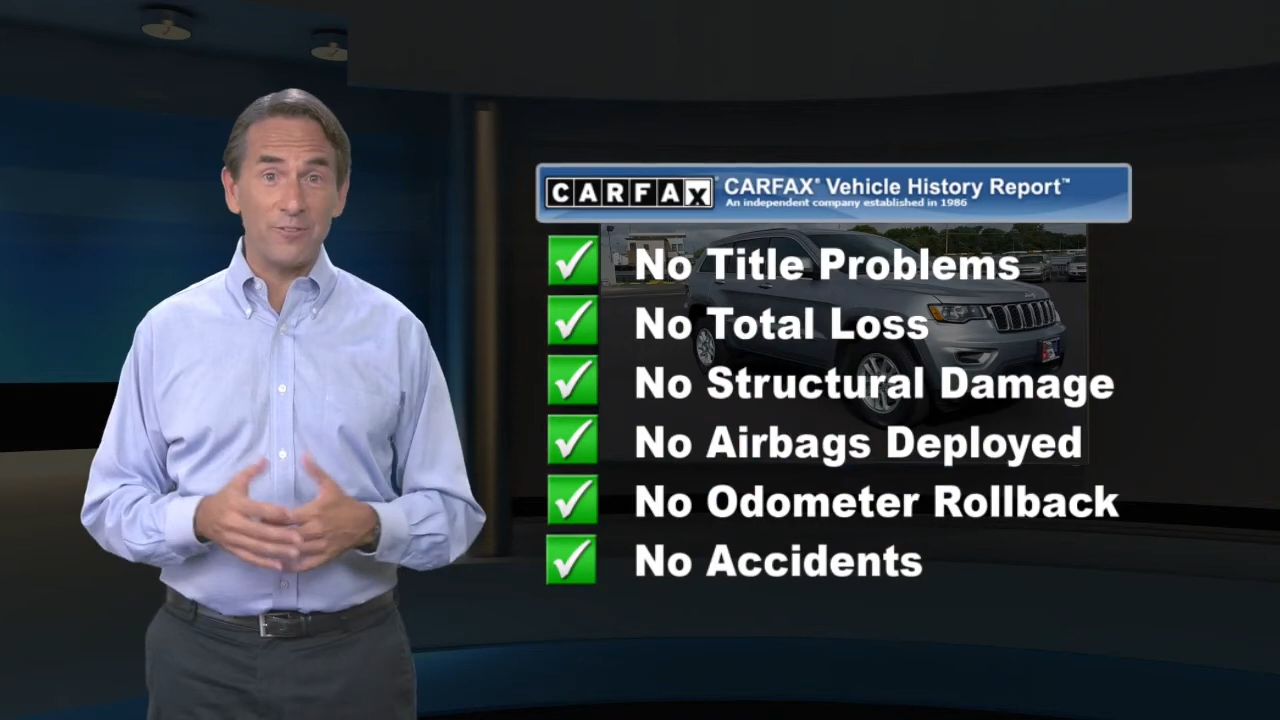 CARFAX
CARFAX® Vehicle History Report™
An independent company established in 1986
No Title Problems
No Total Loss
No Structural Damage
No Airbags Deployed
No Odometer Rollback
No Accidents